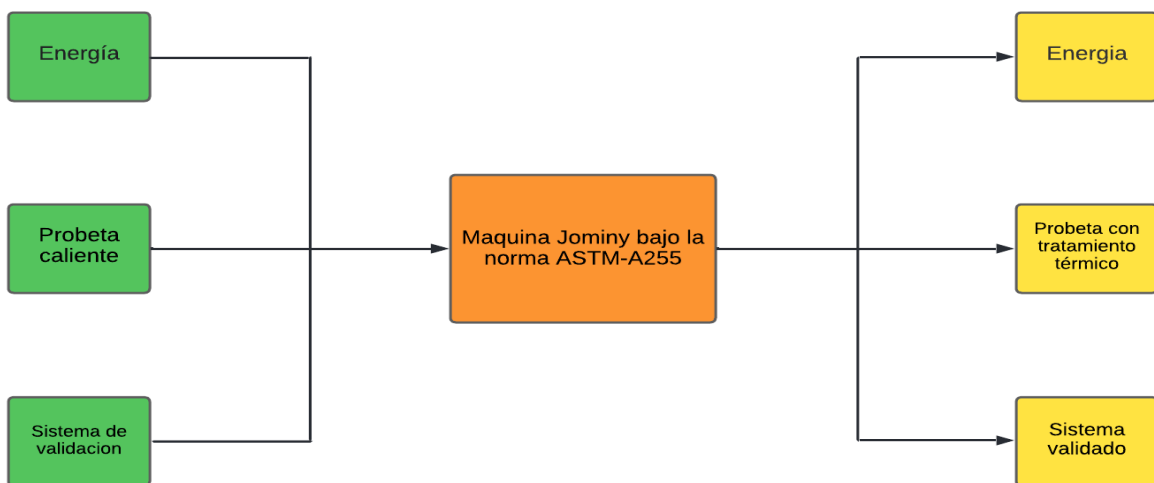 Energía
Probeta
caliente
Sistema de
validacion
Maquina Jominy bajo la
norma ASTM-A255
Energia
Probeta con
tratamiento
térmico
Sistema
validado